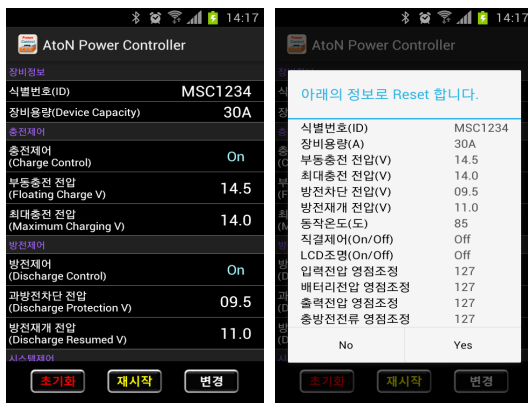 14:17
AtoN Power Controller
장비정보
식별번호(ID) MSC1234
장비용량(Device Capacity) 30A
충전제어
충전제어
(Charge Control) On
부동충전 전압
(Floating Charge V) 14.5
최대충전 전압
(Maximum Charging V) 14.0
방전제어
방전제어
(Discharge Control) On
과방전차단 전압
(Discharge Protection V) 09.5
방전재개 전압
(Discharge Resumed V) 11.0
시스템제어
초기화 재시작 변경
14:17
AtoN Power Controller
아래의 정보로 Reset 합니다.
식별번호(ID) MSC1234
장비용량(A) 30A
부동충전 전압(V) 14.5
최대충전 전압(V) 14.0
방전차단 전압(V) 09.5
방전재개 전압(V) 11.0
동작온도(도) 85
직결제어(On/Off) Off
LCD조명(On/Off) Off
입력전압 영점조정 127
배터리전압 영점조정 127
출력전압 영점조정 127
충방전전류 영점조정 127
No Yes
초기화 재시작 변경